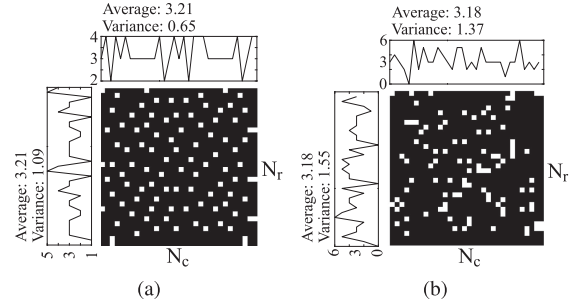 Average: 3.21
Variance: 0.65
4
3
2
Average: 3.21
Variance: 1.09
5
3
1
N_r
N_c
(a)
Average: 3.18
Variance: 1.37
6
3
0
Average: 3.18
Variance: 1.55
6
3
0
N_r
N_c
(b)